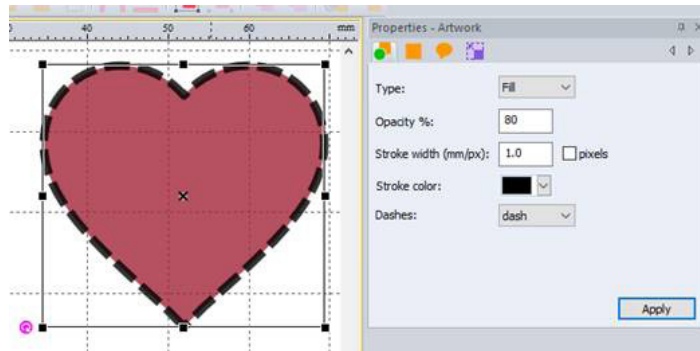 40 50 60 mm
Properties - Artwork
Type: Fill
Opacity %: 80
Stroke width (mm/px): 1.0 pixels
Stroke color:
Dashes: dash
Apply